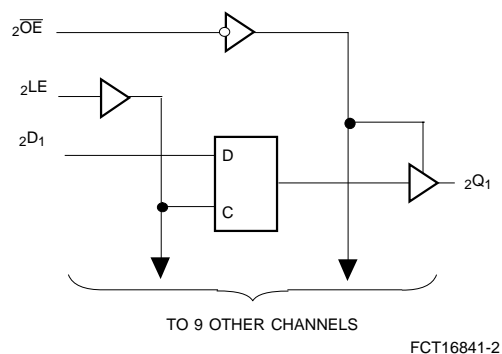 2OE
2LE
2D1
D
C
2Q1
TO 9 OTHER CHANNELS
FCT16841-2